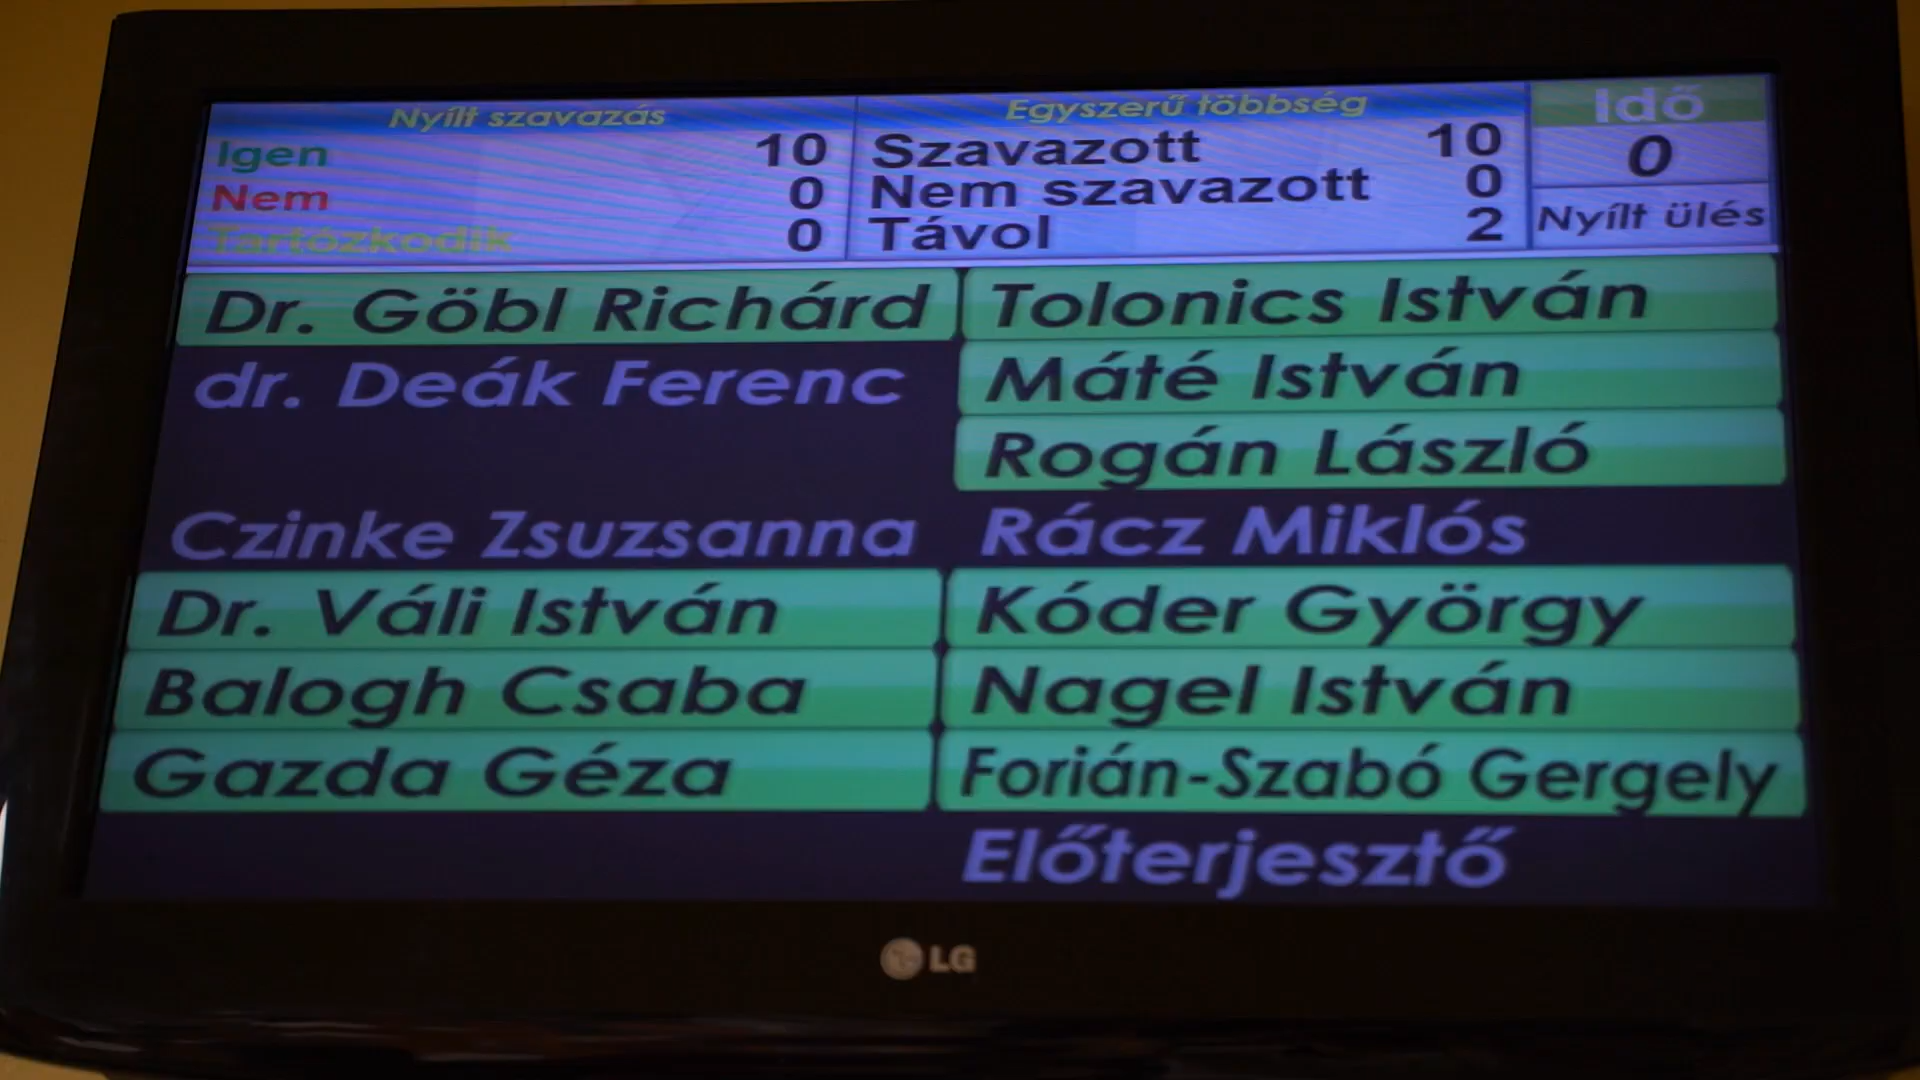 Nyílt szavazás
Igen 10
Nem 0
Tartózkodik 0
Egyszerű többség
Szavazott 10
Nem szavazott 0
Távol 2
Idő
0
Nyílt ülés
Dr. Göbl Richárd
dr. Deák Ferenc
Czinke Zsuzsanna
Dr. Váli István
Balogh Csaba
Gazda Géza
Tolonics István
Máté István
Rogán László
Rácz Miklós
Kóder György
Nagel István
Forián-Szabó Gergely
Előterjesztő
LG